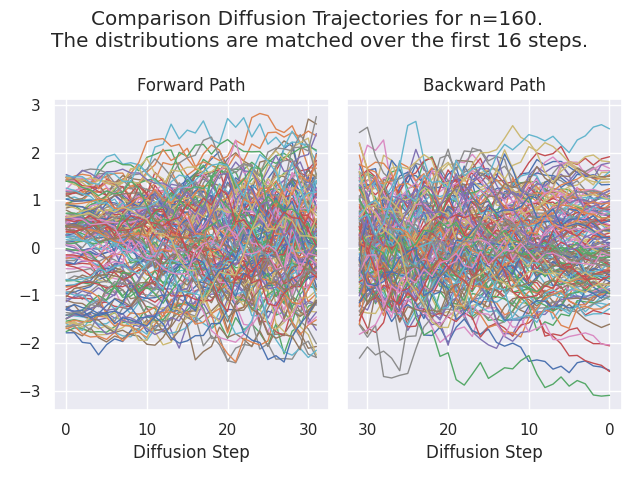 Comparison Diffusion Trajectories for n=160.
The distributions are matched over the first 16 steps.
Forward Path
Backward Path
3
2
1
0
−1
−2
−3
0 10 20 30
30 20 10 0
Diffusion Step
Diffusion Step